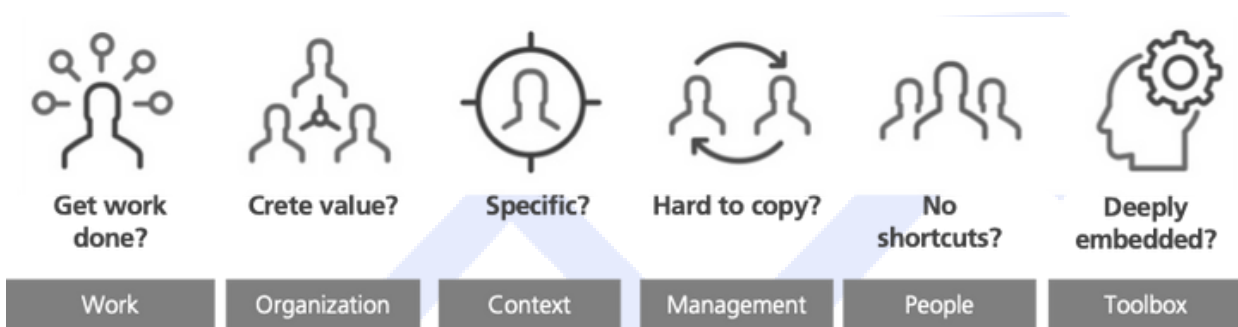 Get work
done?
Crete value?
Specific?
Hard to copy?
No
shortcuts?
Deeply
embedded?
Work
Organization
Context
Management
People
Toolbox